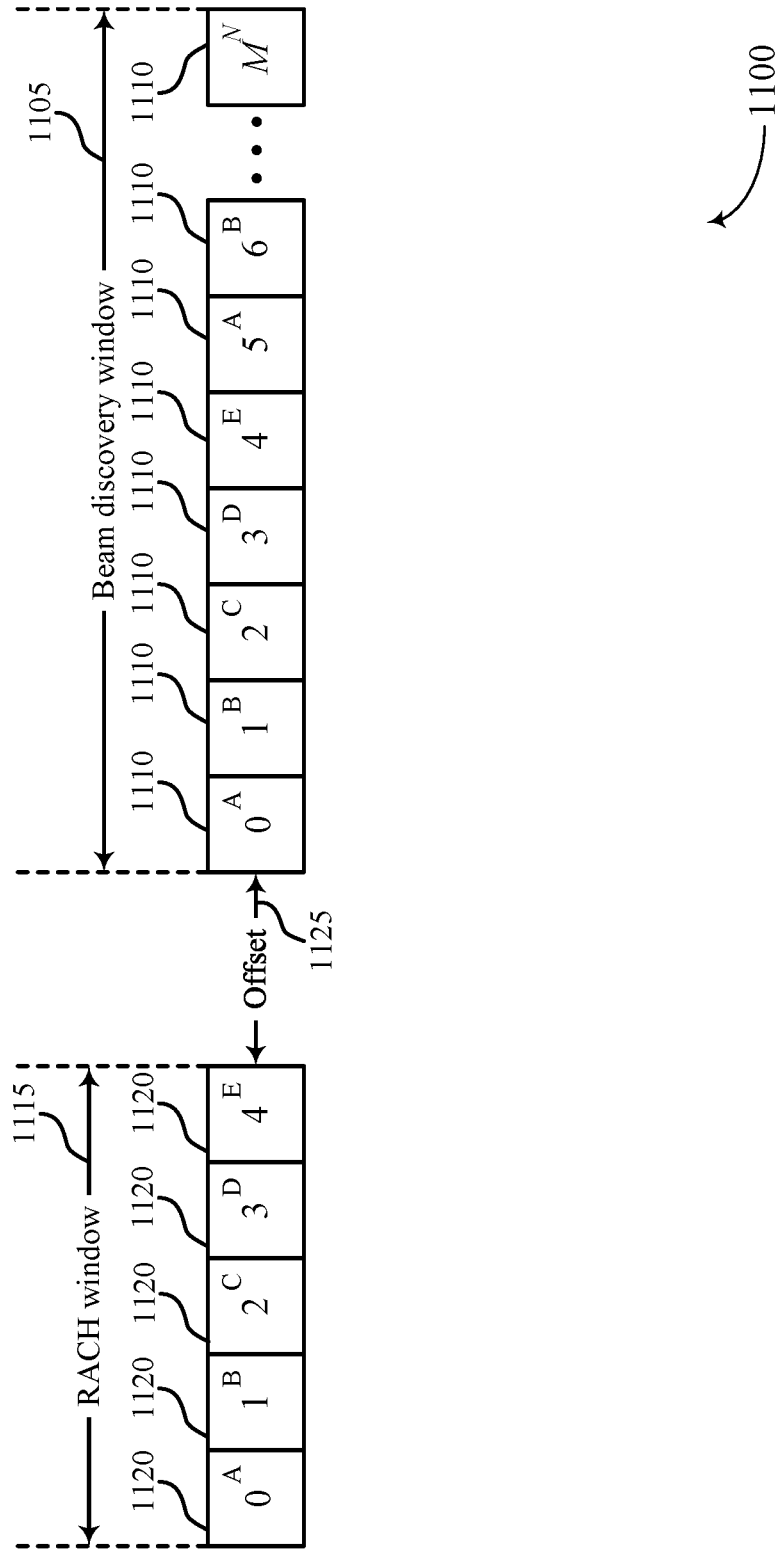 1115
RACH window
1120 1120 1120 1120 1120
0 A
1 B
2 C
3 D
4 E
Offset
1125
1105
Beam discovery window
1110 1110 1110 1110 1110 1110 1110 1110
0 A
1 B
2 C
3 D
4 E
5 A
6 B
• • •
M N
1100